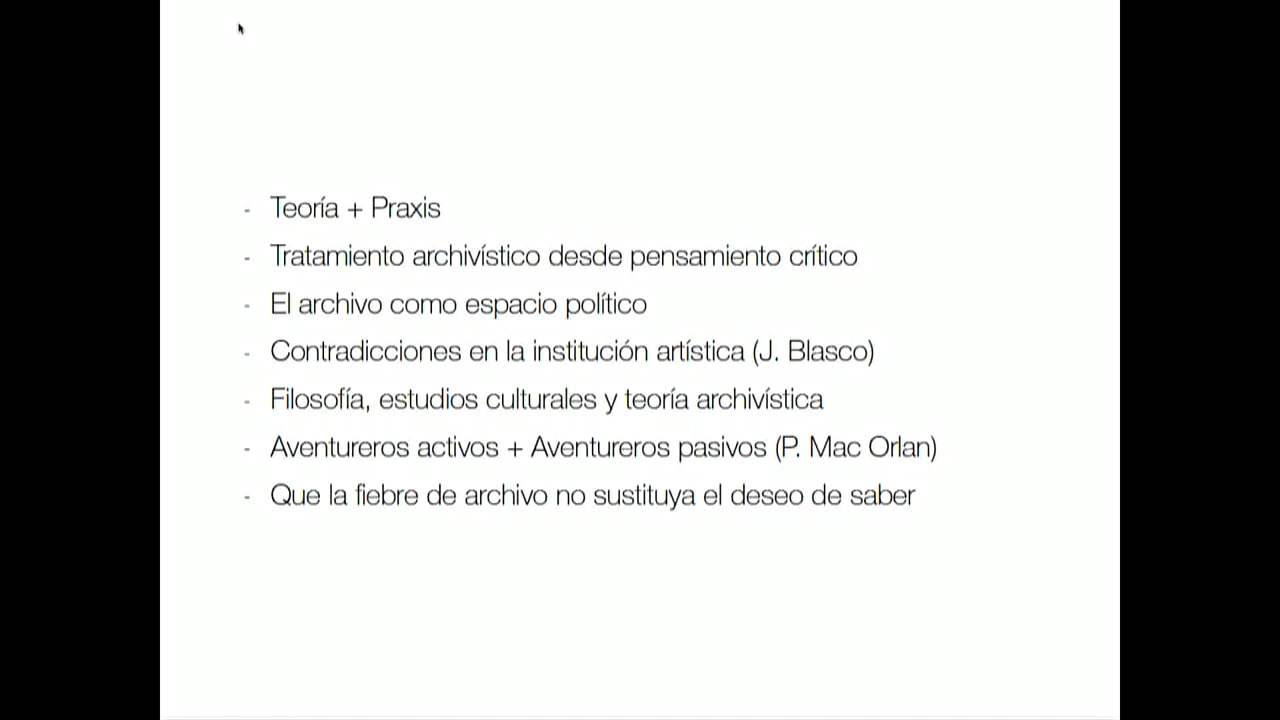 - Teoría + Praxis
- Tratamiento archivístico desde pensamiento crítico
- El archivo como espacio político
- Contradicciones en la institución artística (J. Blasco)
- Filosofía, estudios culturales y teoría archivística
- Aventureros activos + Aventureros pasivos (P. Mac Orlan)
- Que la fiebre de archivo no sustituya el deseo de saber